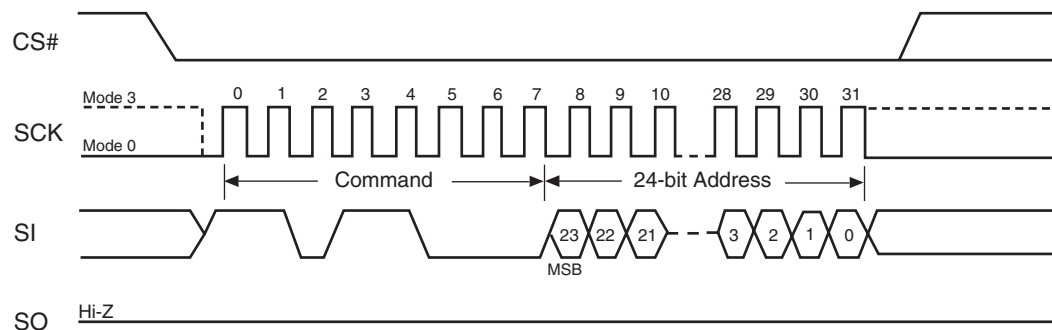 CS#
Mode 3
SCK
Mode 0
0 1 2 3 4 5 6 7 8 9 10 28 29 30 31
Command
24-bit Address
SI
23 22 21 3 2 1 0
MSB
SO
Hi-Z